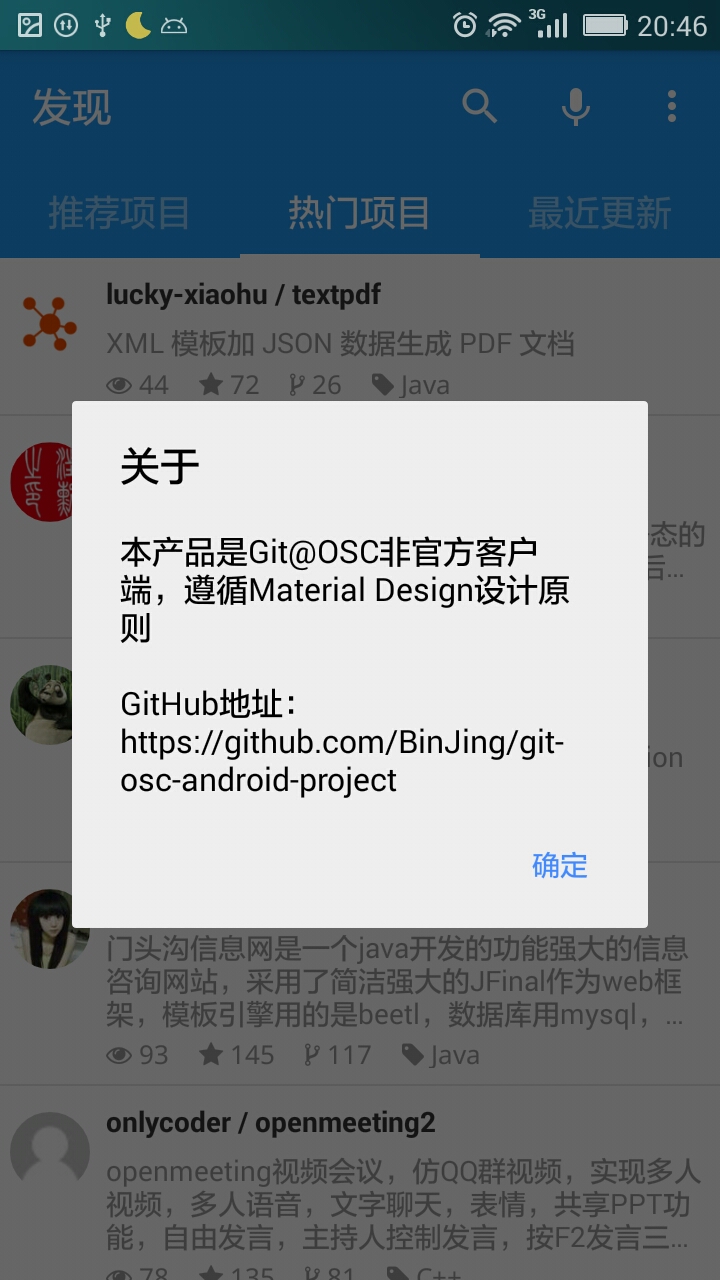 3G
20:46
发现
推荐项目 热门项目 最近更新
lucky-xiaohu / textpdf
XML 模板加 JSON 数据生成 PDF 文档
44 72 26 Java
态的
后...
关于
本产品是Git@OSC非官方客户
端，遵循Material Design设计原
则
GitHub地址：
https://github.com/BinJing/git-
osc-android-project
确定
ion
门头沟信息网是一个java开发的功能强大的信息
咨询网站，采用了简洁强大的JFinal作为web框
架，模板引擎用的是beetl，数据库用mysql，...
93 145 117 Java
onlycoder / openmeeting2
openmeeting视频会议，仿QQ群视频，实现多人
视频，多人语音，文字聊天，表情，共享PPT功
能，自由发言，主持人控制发言，按F2发言三...
78 135 81 C++